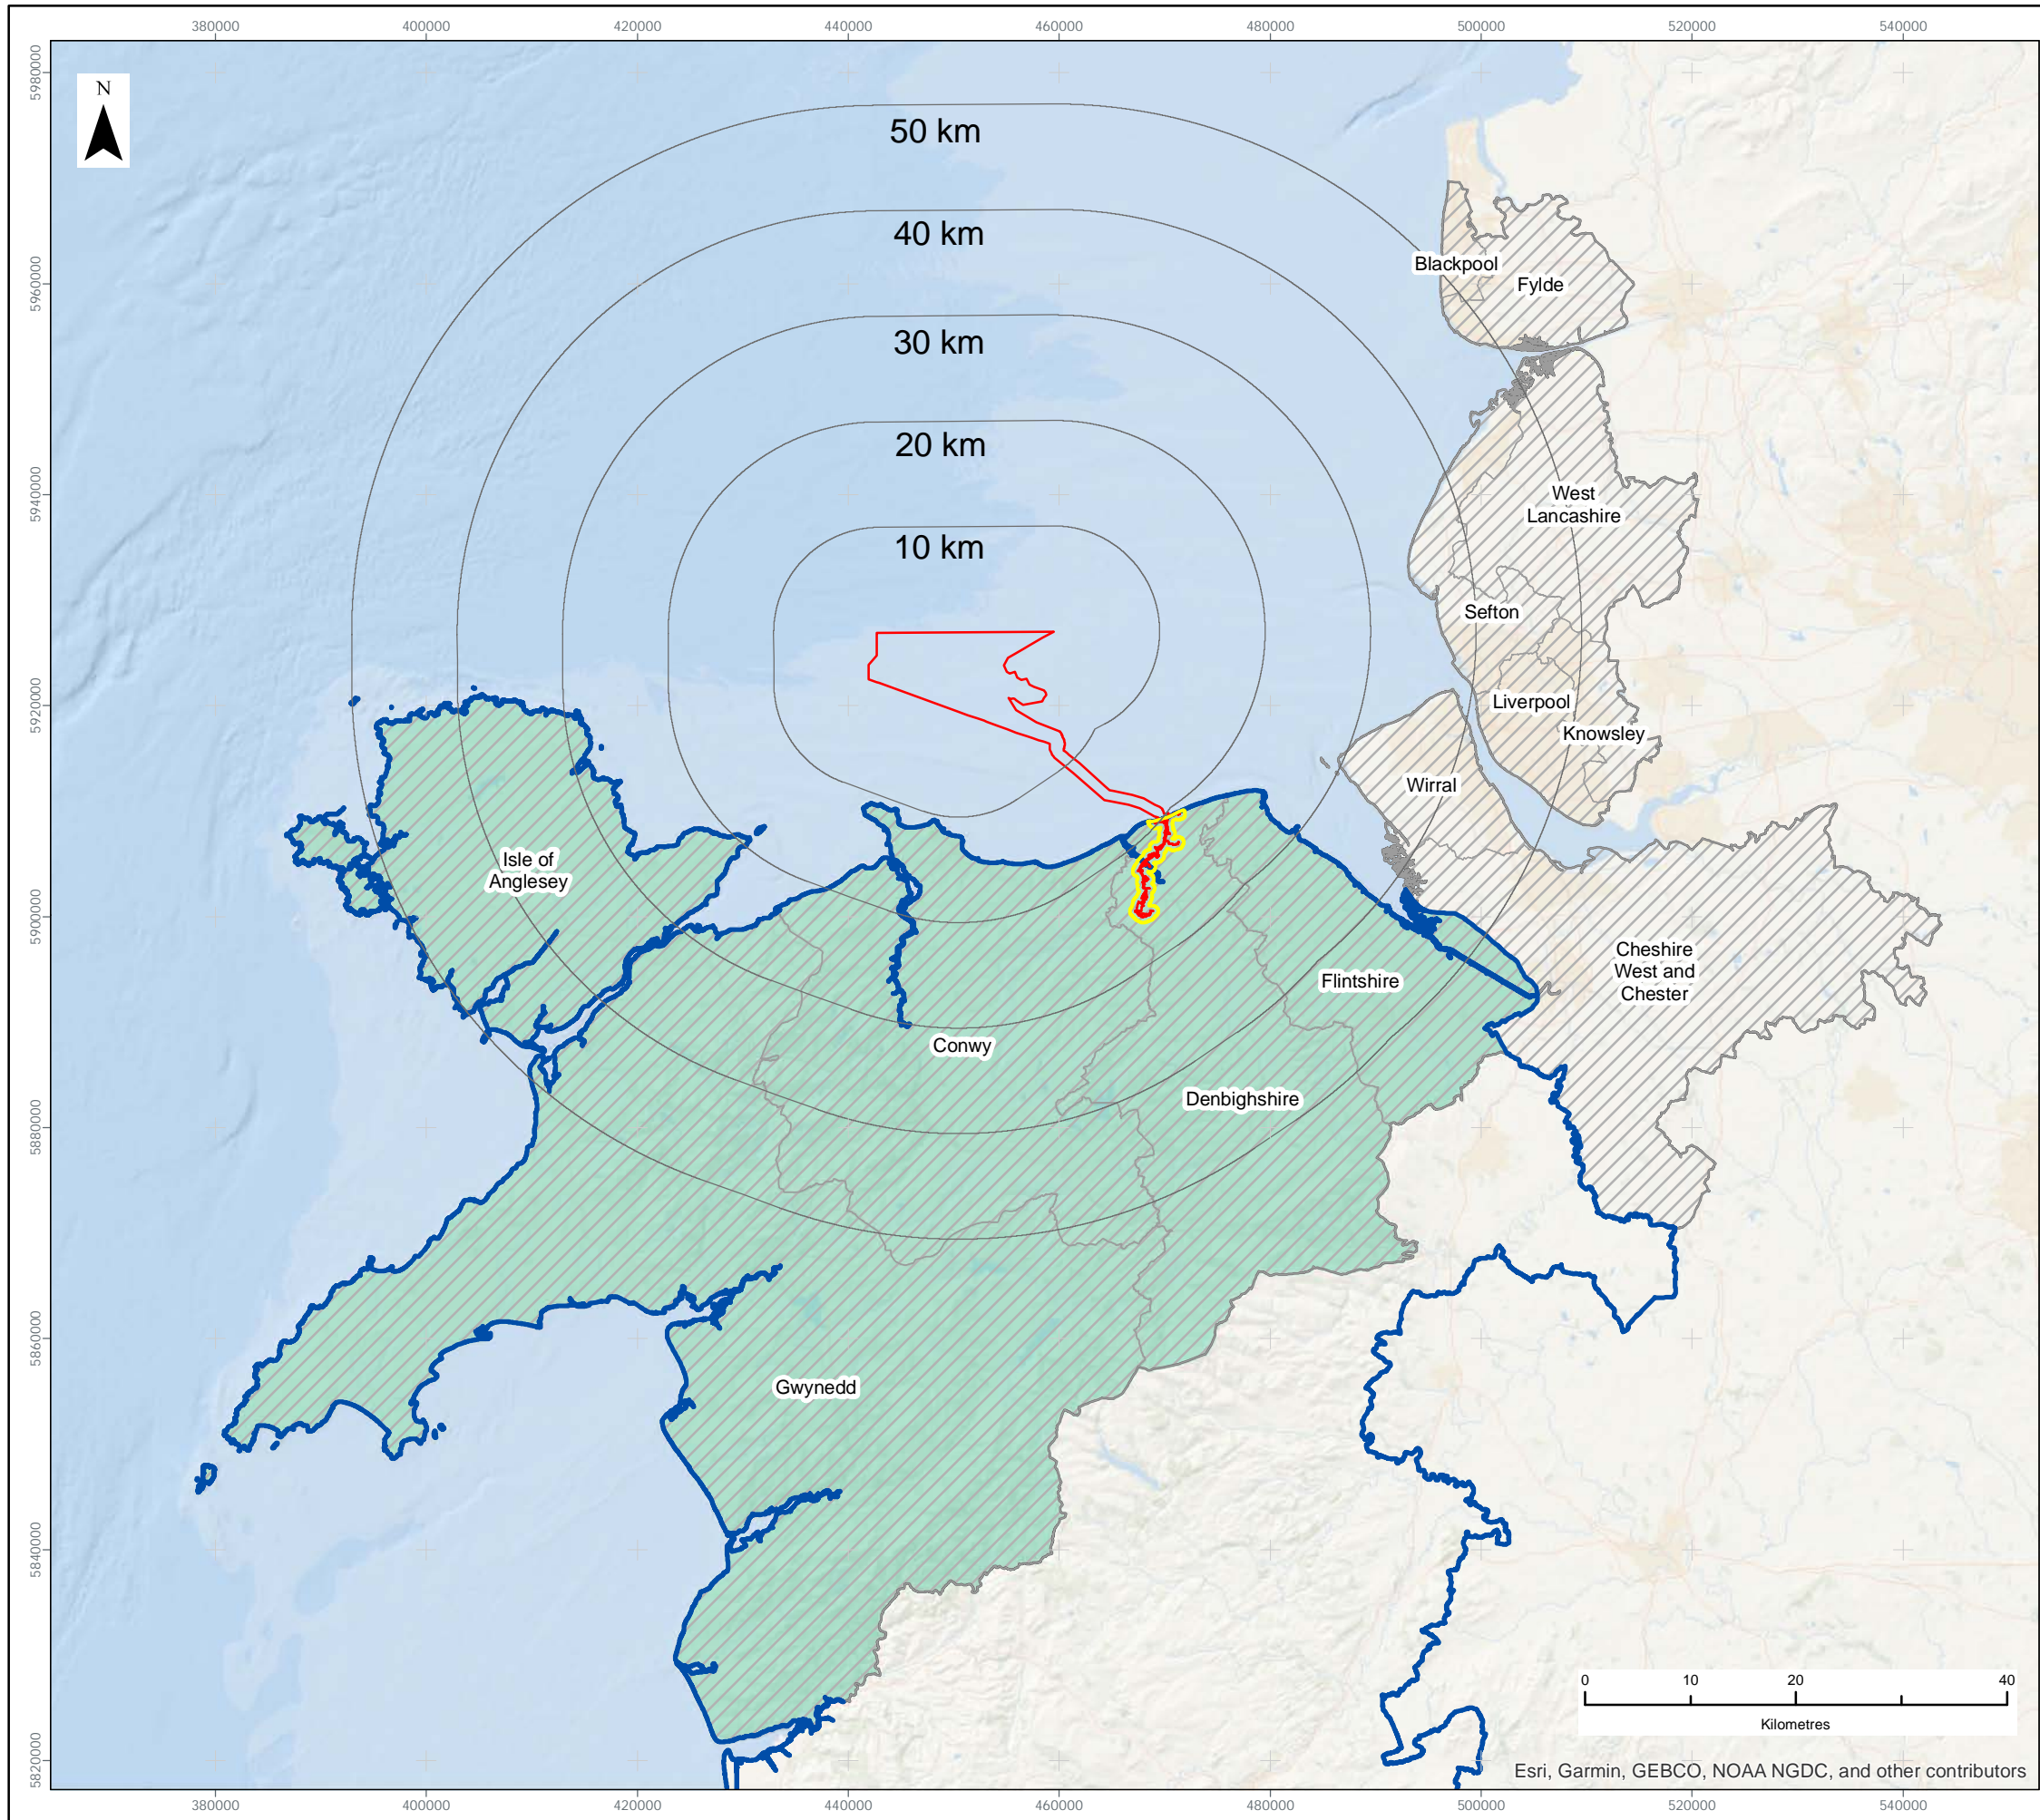 380000 400000 420000 440000 460000 480000 500000 520000 540000
5980000
5960000
5940000
5920000
5900000
5880000
5860000
5840000
5820000
N
50 km
40 km
30 km
20 km
10 km
Blackpool
Fylde
West
Lancashire
Sefton
Liverpool
Knowsley
Wirral
Isle of
Anglesey
Cheshire
West and
Chester
Flintshire
Conwy
Denbighshire
Gwynedd
0 10 20 40
Kilometres
Esri, Garmin, GEBCO, NOAA NGDC, and other contributors
380000 400000 420000 440000 460000 480000 500000 520000 540000